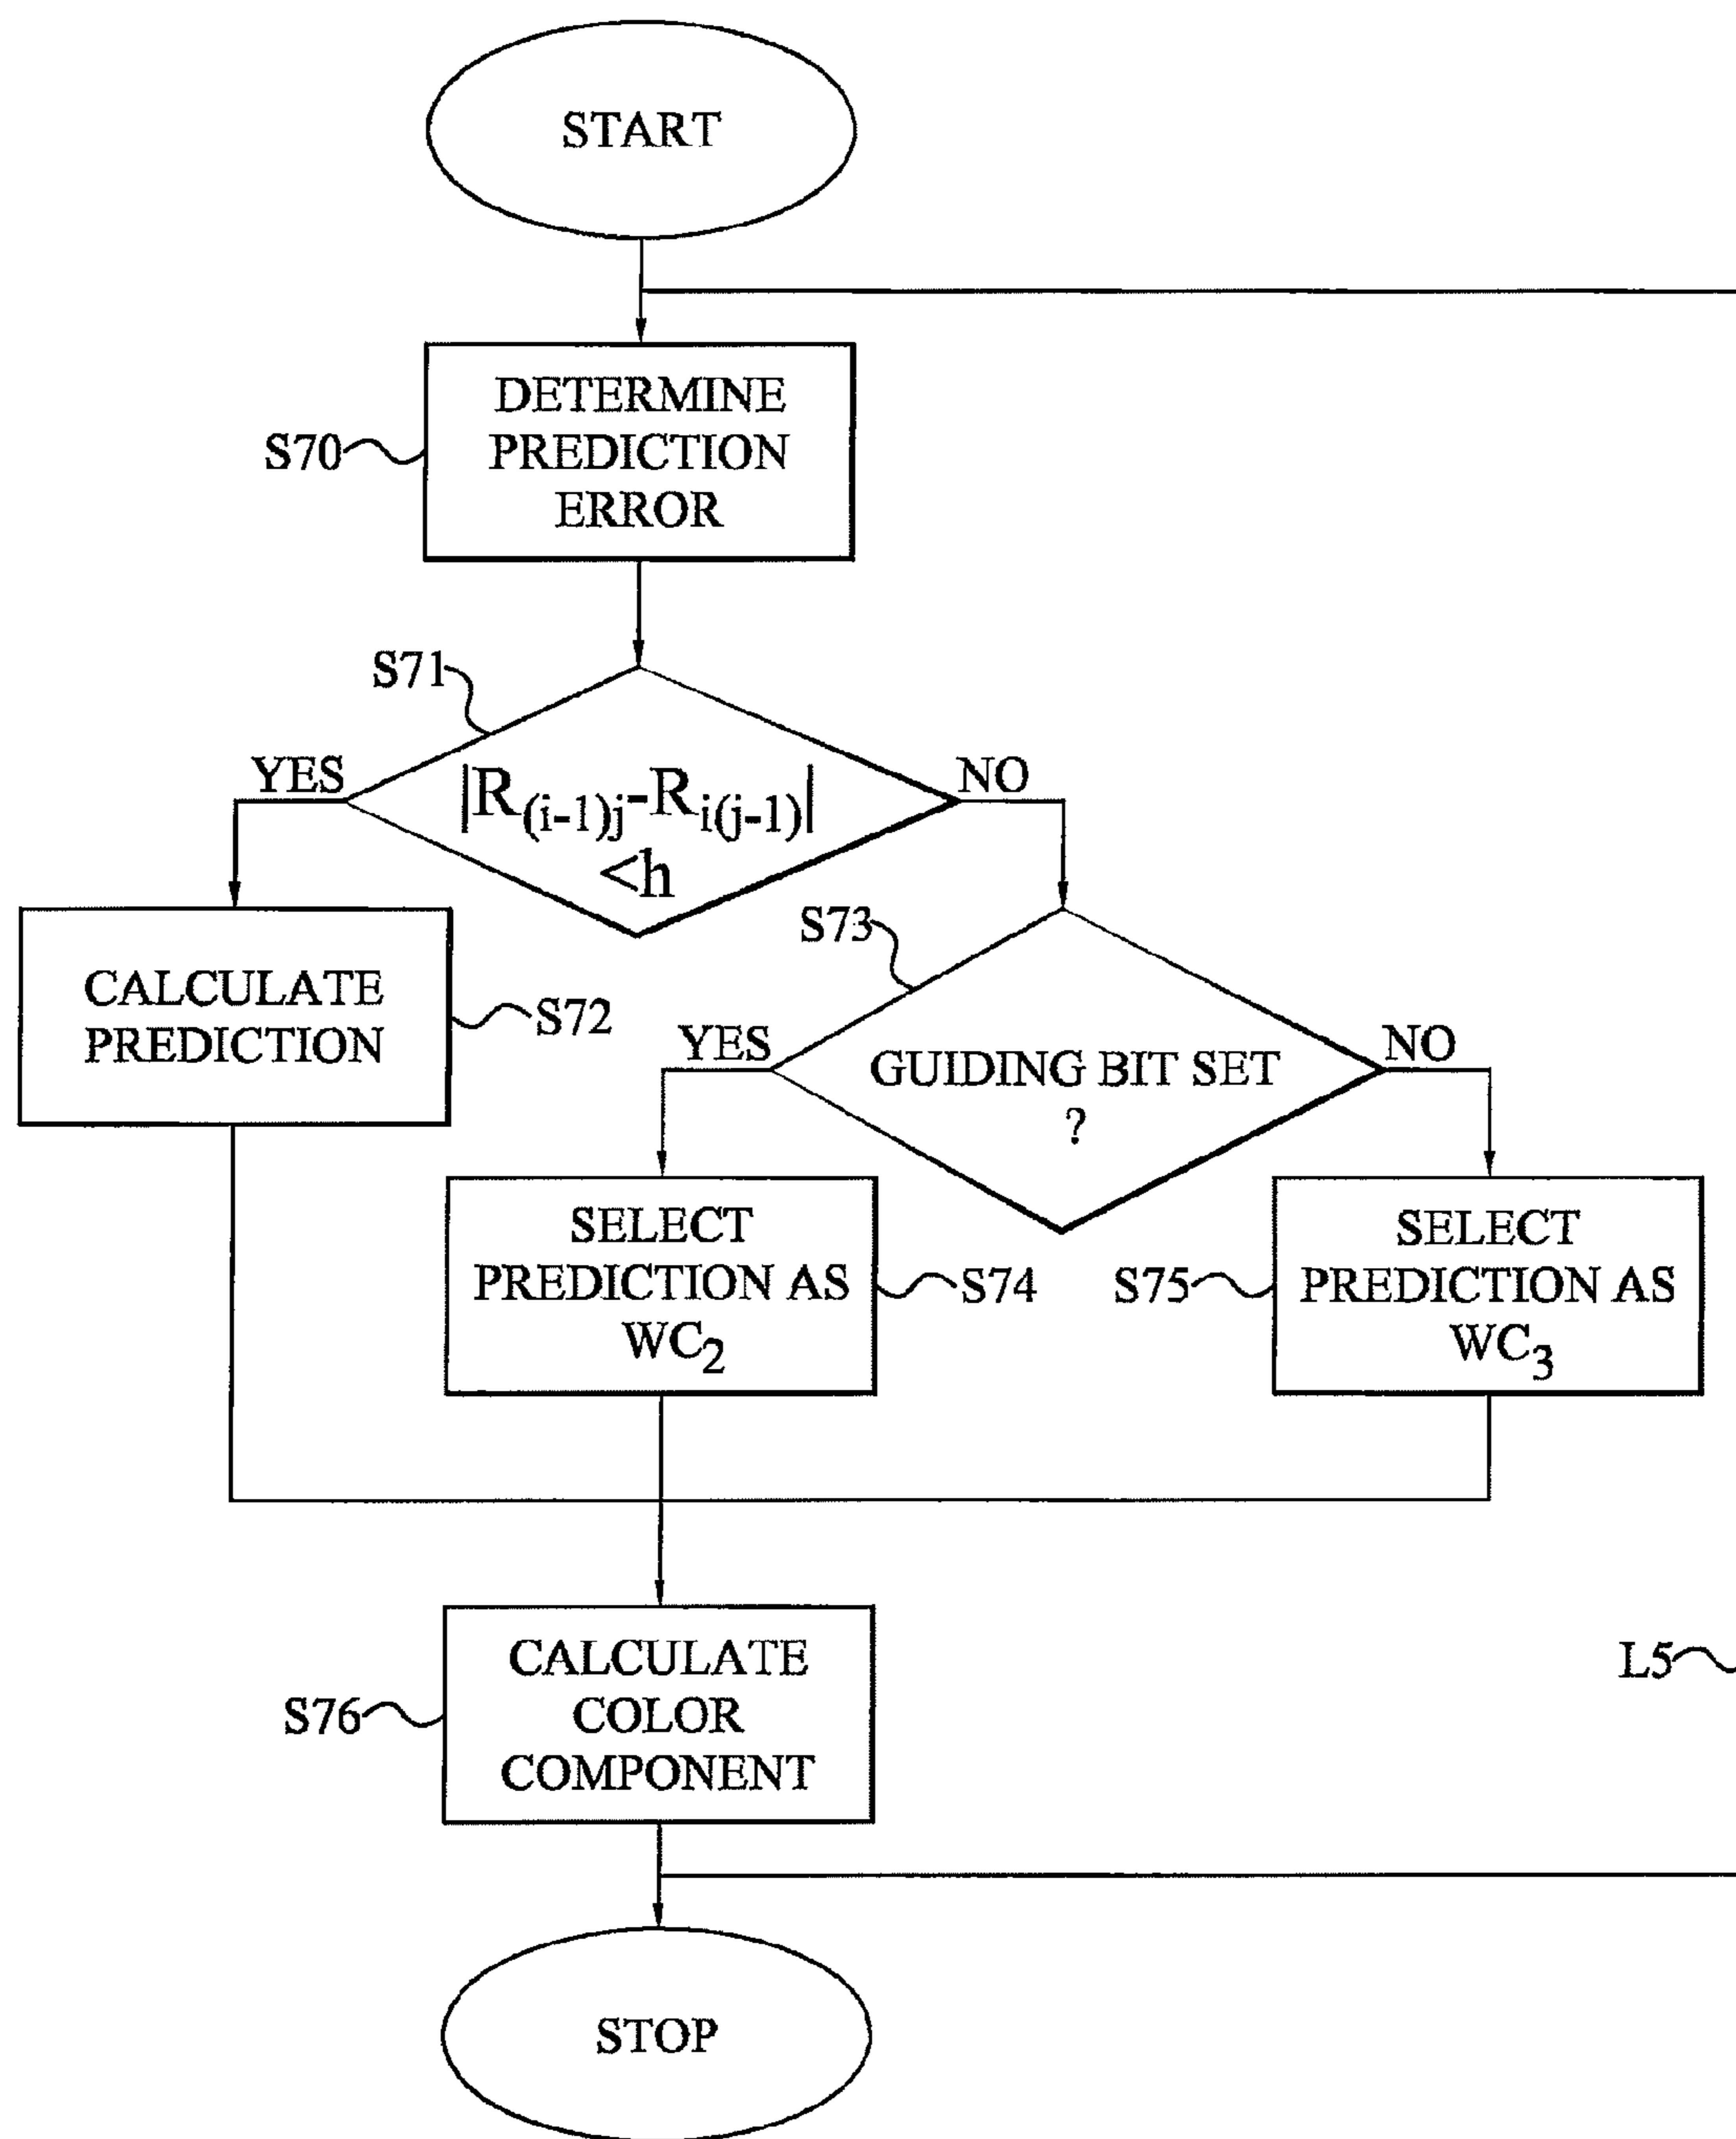 START
DETERMINE
PREDICTION
ERROR
S70
S71
YES
|R(i-1)j-Ri(j-1)|
<h
NO
CALCULATE
PREDICTION
S72
S73
YES
GUIDING BIT SET
?
NO
SELECT
PREDICTION AS
WC2
S74
S75
SELECT
PREDICTION AS
WC3
CALCULATE
COLOR
COMPONENT
S76
L5
STOP